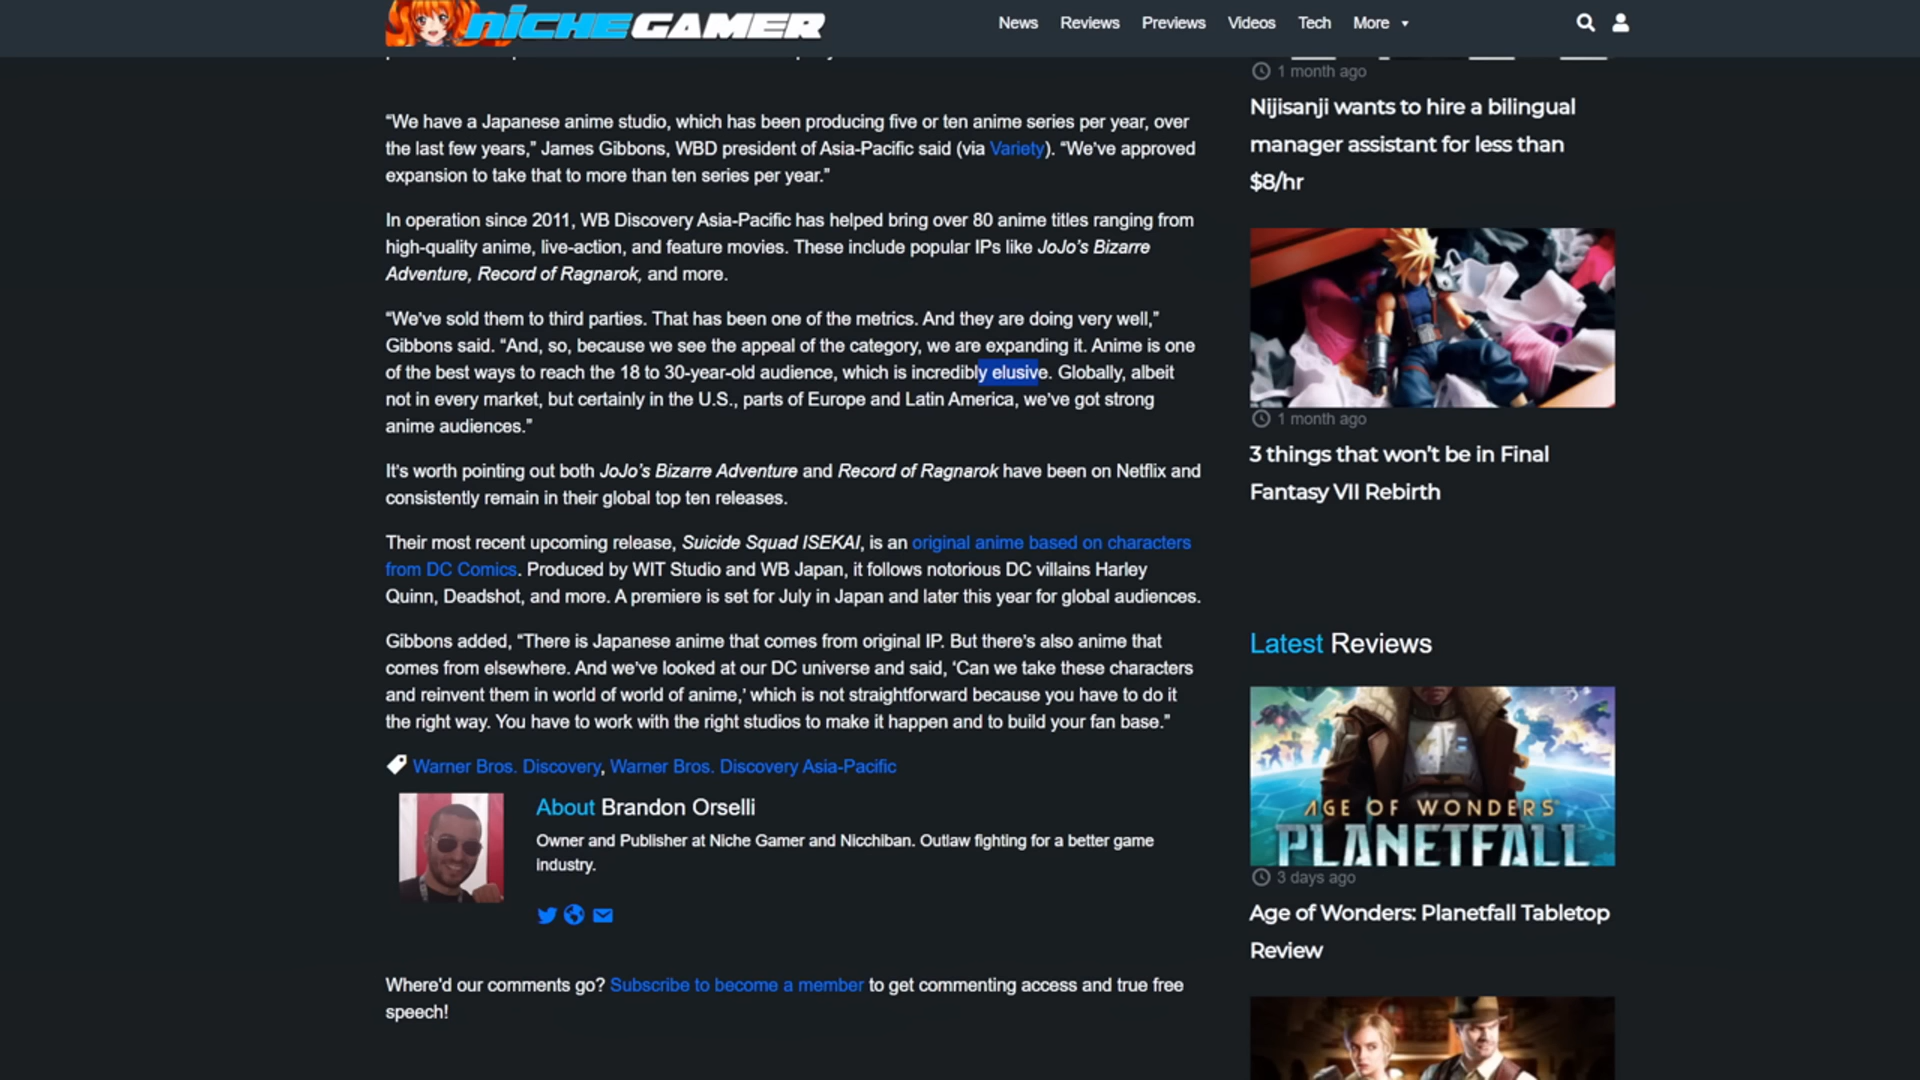 NICHEGAMER
News Reviews Previews Videos Tech More
“We have a Japanese anime studio, which has been producing five or ten anime series per year, over
the last few years,” James Gibbons, WBD president of Asia-Pacific said (via Variety). “We’ve approved
expansion to take that to more than ten series per year.”
In operation since 2011, WB Discovery Asia-Pacific has helped bring over 80 anime titles ranging from
high-quality anime, live-action, and feature movies. These include popular IPs like JoJo’s Bizarre
Adventure, Record of Ragnarok, and more.
“We’ve sold them to third parties. That has been one of the metrics. And they are doing very well,”
Gibbons said. “And, so, because we see the appeal of the category, we are expanding it. Anime is one
of the best ways to reach the 18 to 30-year-old audience, which is incredibly elusive. Globally, albeit
not in every market, but certainly in the U.S., parts of Europe and Latin America, we’ve got strong
anime audiences.”
It’s worth pointing out both JoJo’s Bizarre Adventure and Record of Ragnarok have been on Netflix and
consistently remain in their global top ten releases.
Their most recent upcoming release, Suicide Squad ISEKAI, is an original anime based on characters
from DC Comics. Produced by WIT Studio and WB Japan, it follows notorious DC villains Harley
Quinn, Deadshot, and more. A premiere is set for July in Japan and later this year for global audiences.
Gibbons added, “There is Japanese anime that comes from original IP. But there’s also anime that
comes from elsewhere. And we’ve looked at our DC universe and said, ‘Can we take these characters
and reinvent them in world of world of anime,’ which is not straightforward because you have to do it
the right way. You have to work with the right studios to make it happen and to build your fan base.”
Warner Bros. Discovery, Warner Bros. Discovery Asia-Pacific
About Brandon Orselli
Owner and Publisher at Niche Gamer and Nicchiban. Outlaw fighting for a better game
industry.
Where'd our comments go? Subscribe to become a member to get commenting access and true free
speech!
1 month ago
Nijisanji wants to hire a bilingual
manager assistant for less than
$8/hr
1 month ago
3 things that won’t be in Final
Fantasy VII Rebirth
Latest Reviews
AGE OF WONDERS
PLANETFALL
3 days ago
Age of Wonders: Planetfall Tabletop
Review